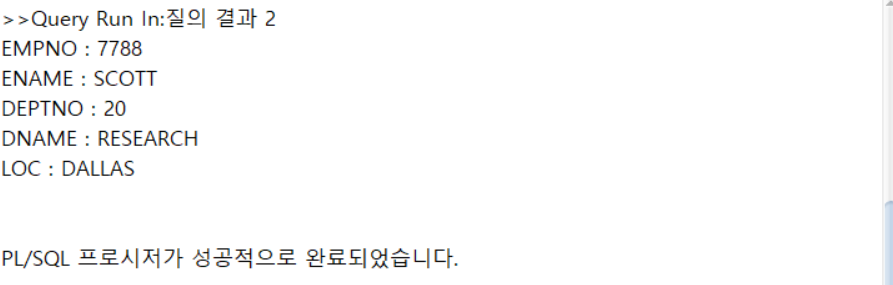 >>Query Run In:질의 결과 2
EMPNO : 7788
ENAME : SCOTT
DEPTNO : 20
DNAME : RESEARCH
LOC : DALLAS
PL/SQL 프로시저가 성공적으로 완료되었습니다.